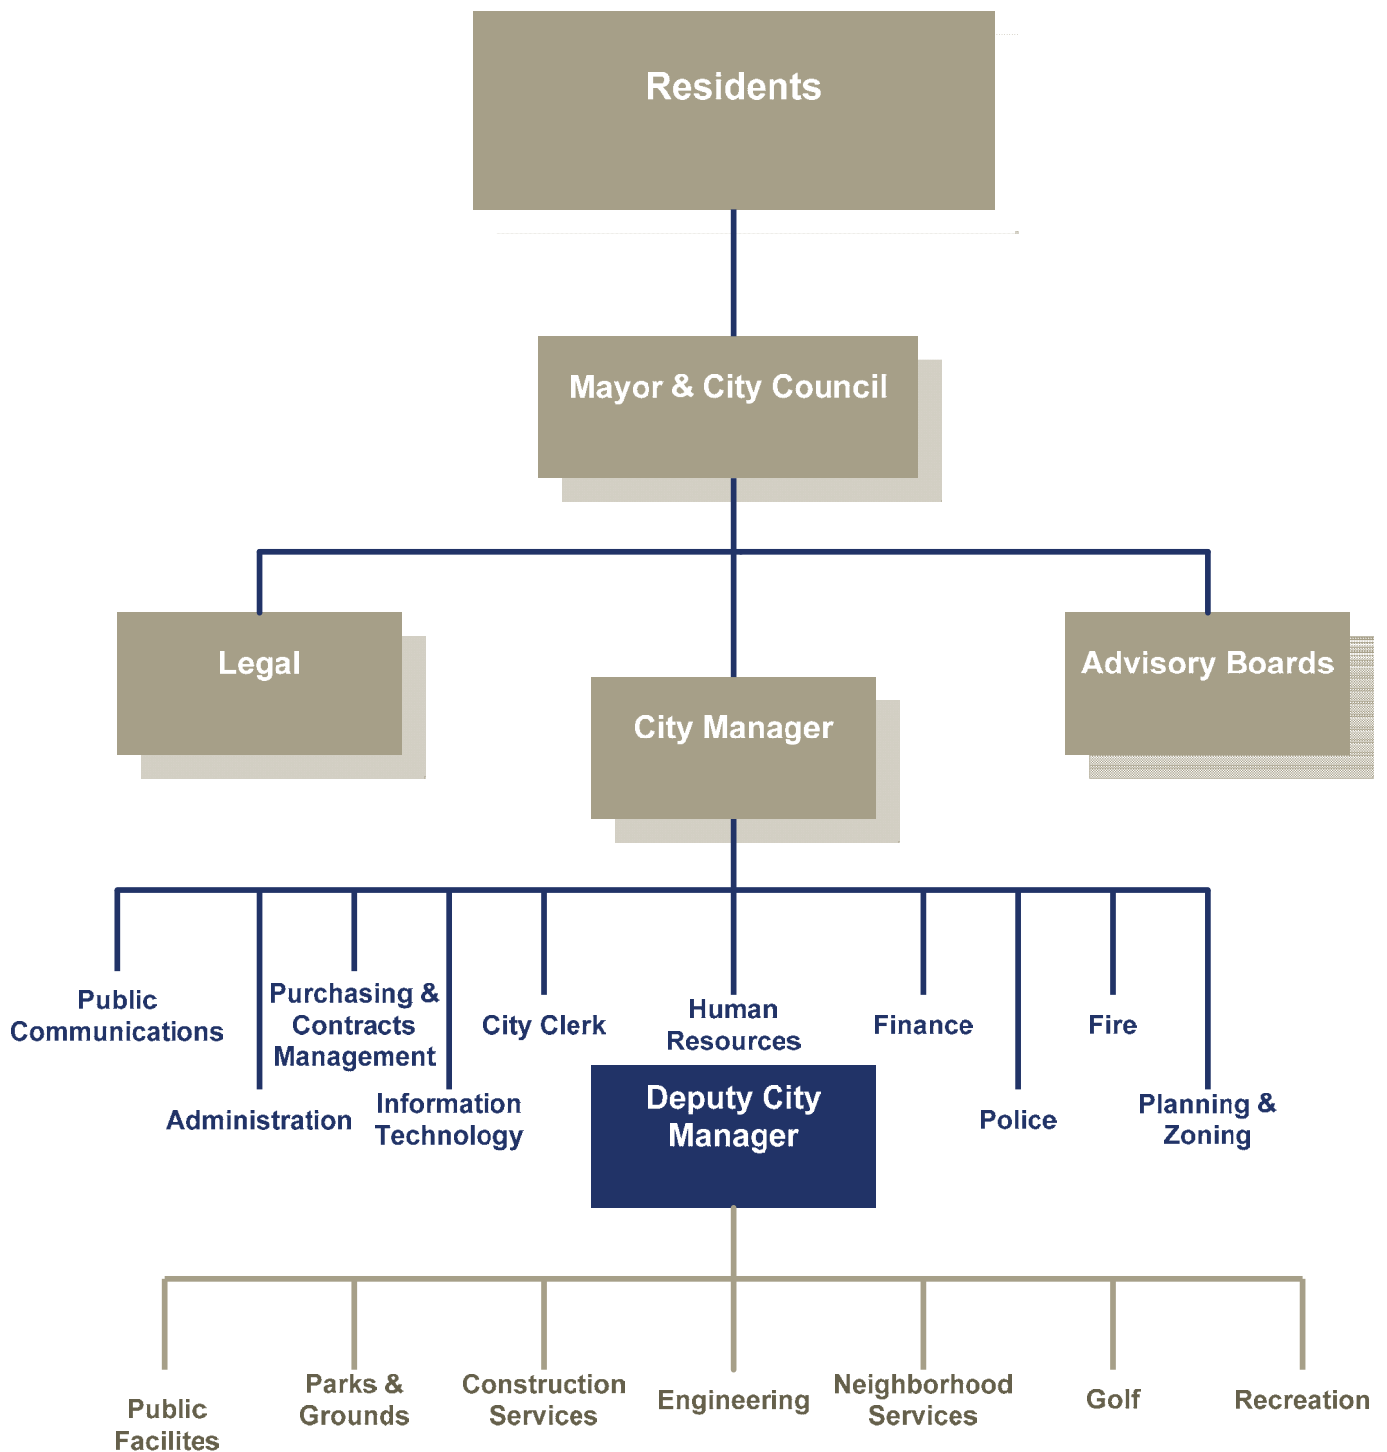 Residents
Mayor & City Council
Legal
Advisory Boards
City Manager
Public
Communications
Purchasing &
Contracts
Management
City Clerk
Human
Resources
Finance
Fire
Administration
Information
Technology
Deputy City
Manager
Police
Planning &
Zoning
Public
Facilites
Parks &
Grounds
Construction
Services
Engineering
Neighborhood
Services
Golf
Recreation